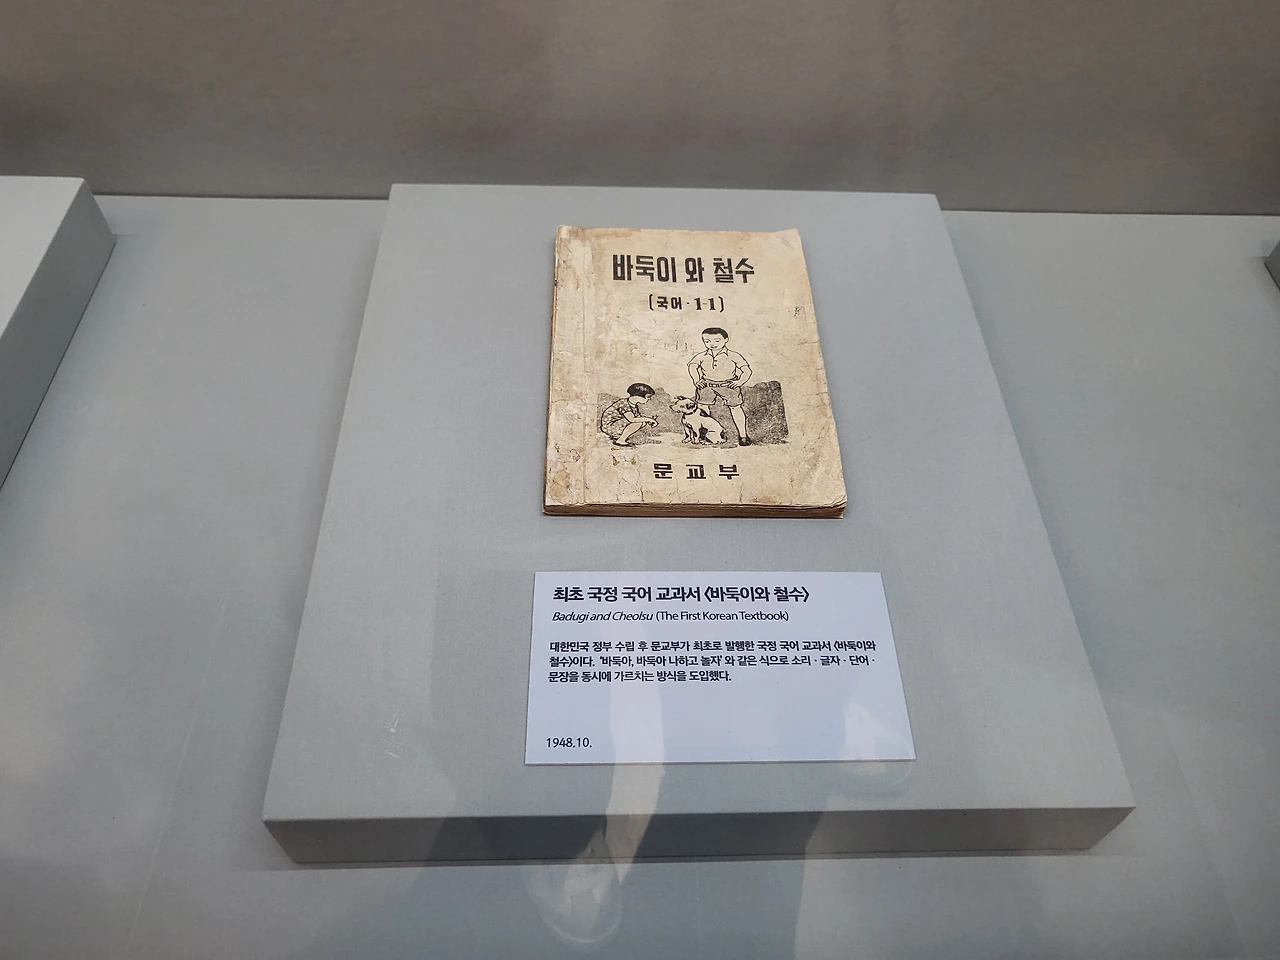 바둑이 와 철수
(국어·1-1)
문교부
최초 국정 국어 교과서 <바둑이와 철수>
Badugi and Cheolsu (The First Korean Textbook)
대한민국 정부 수립 후 문교부가 최초로 발행한 국정 국어 교과서 <바둑이와
철수>이다. '바둑아, 바둑아 나하고 놀자' 와 같은 식으로 소리 · 글자 · 단어 ·
문장을 동시에 가르치는 방식을 도입했다.
1948.10.